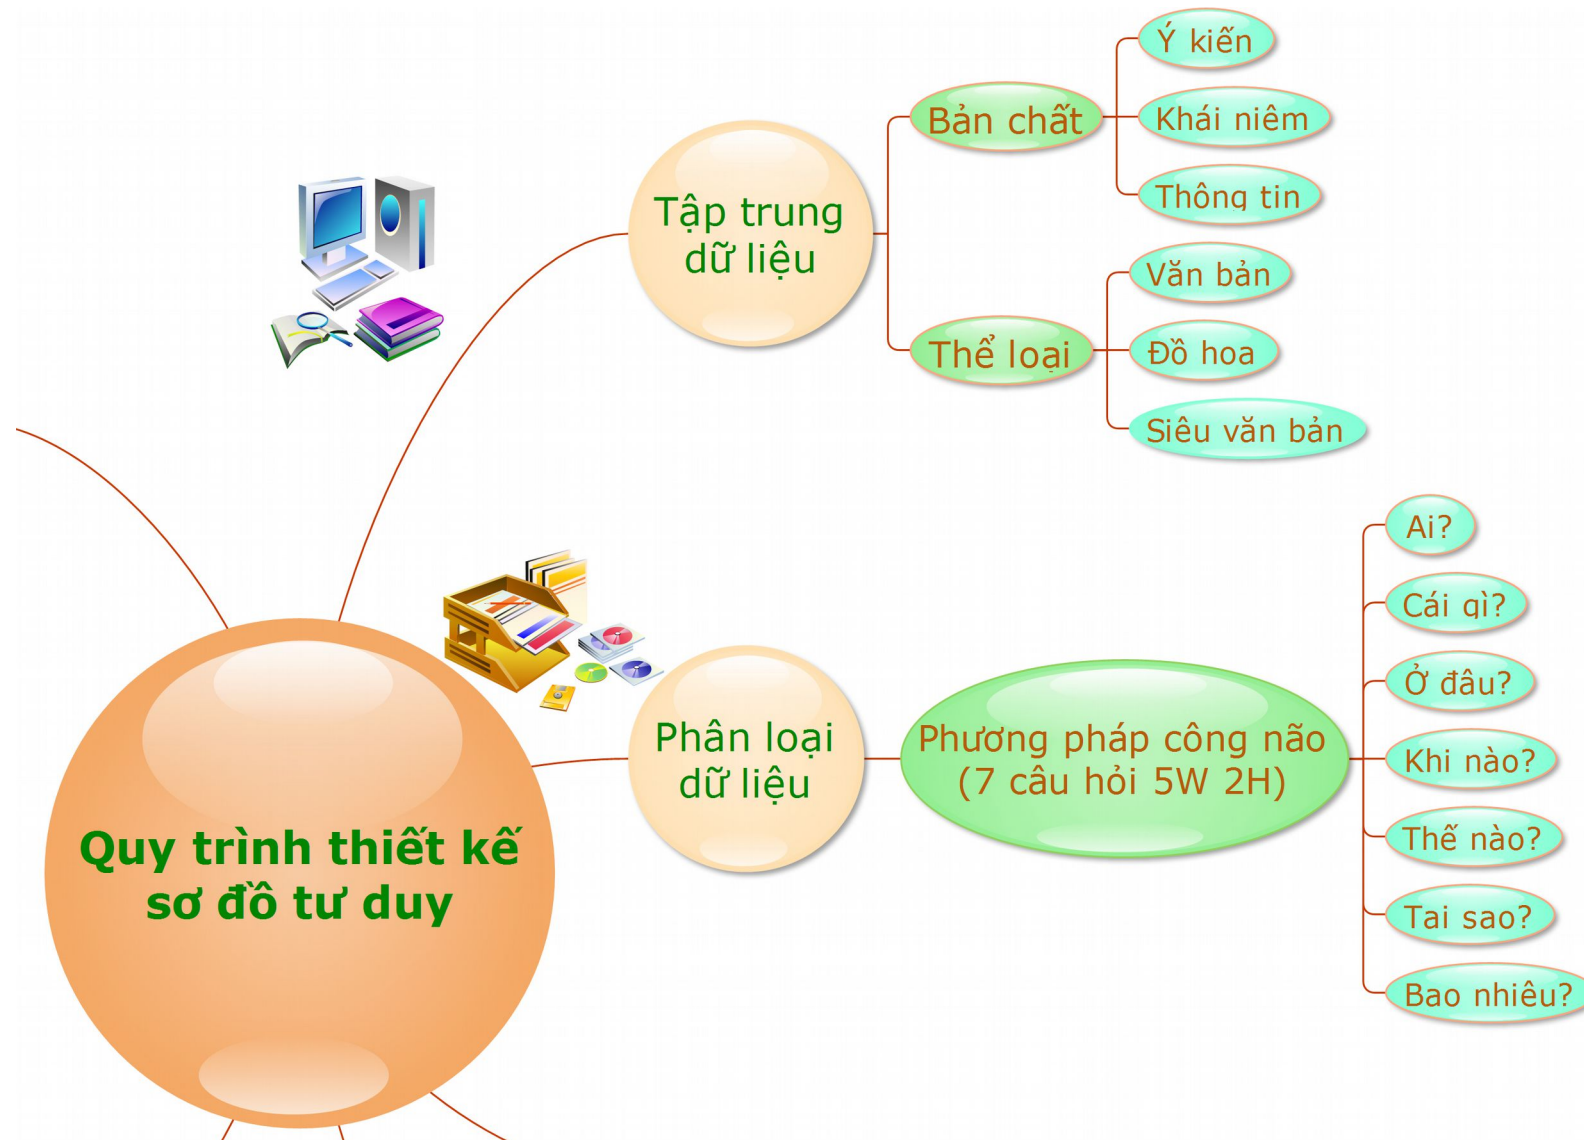 Ý kiến
Bản chất
Khái niêm
Thông tin
Tập trung
dữ liệu
Văn bản
Thể loại
Đồ hoa
Siêu văn bản
Quy trình thiết kế
sơ đồ tư duy
Phân loại
dữ liệu
Phương pháp công não
(7 câu hỏi 5W 2H)
Ai?
Cái gì?
Ở đâu?
Khi nào?
Thế nào?
Tai sao?
Bao nhiêu?